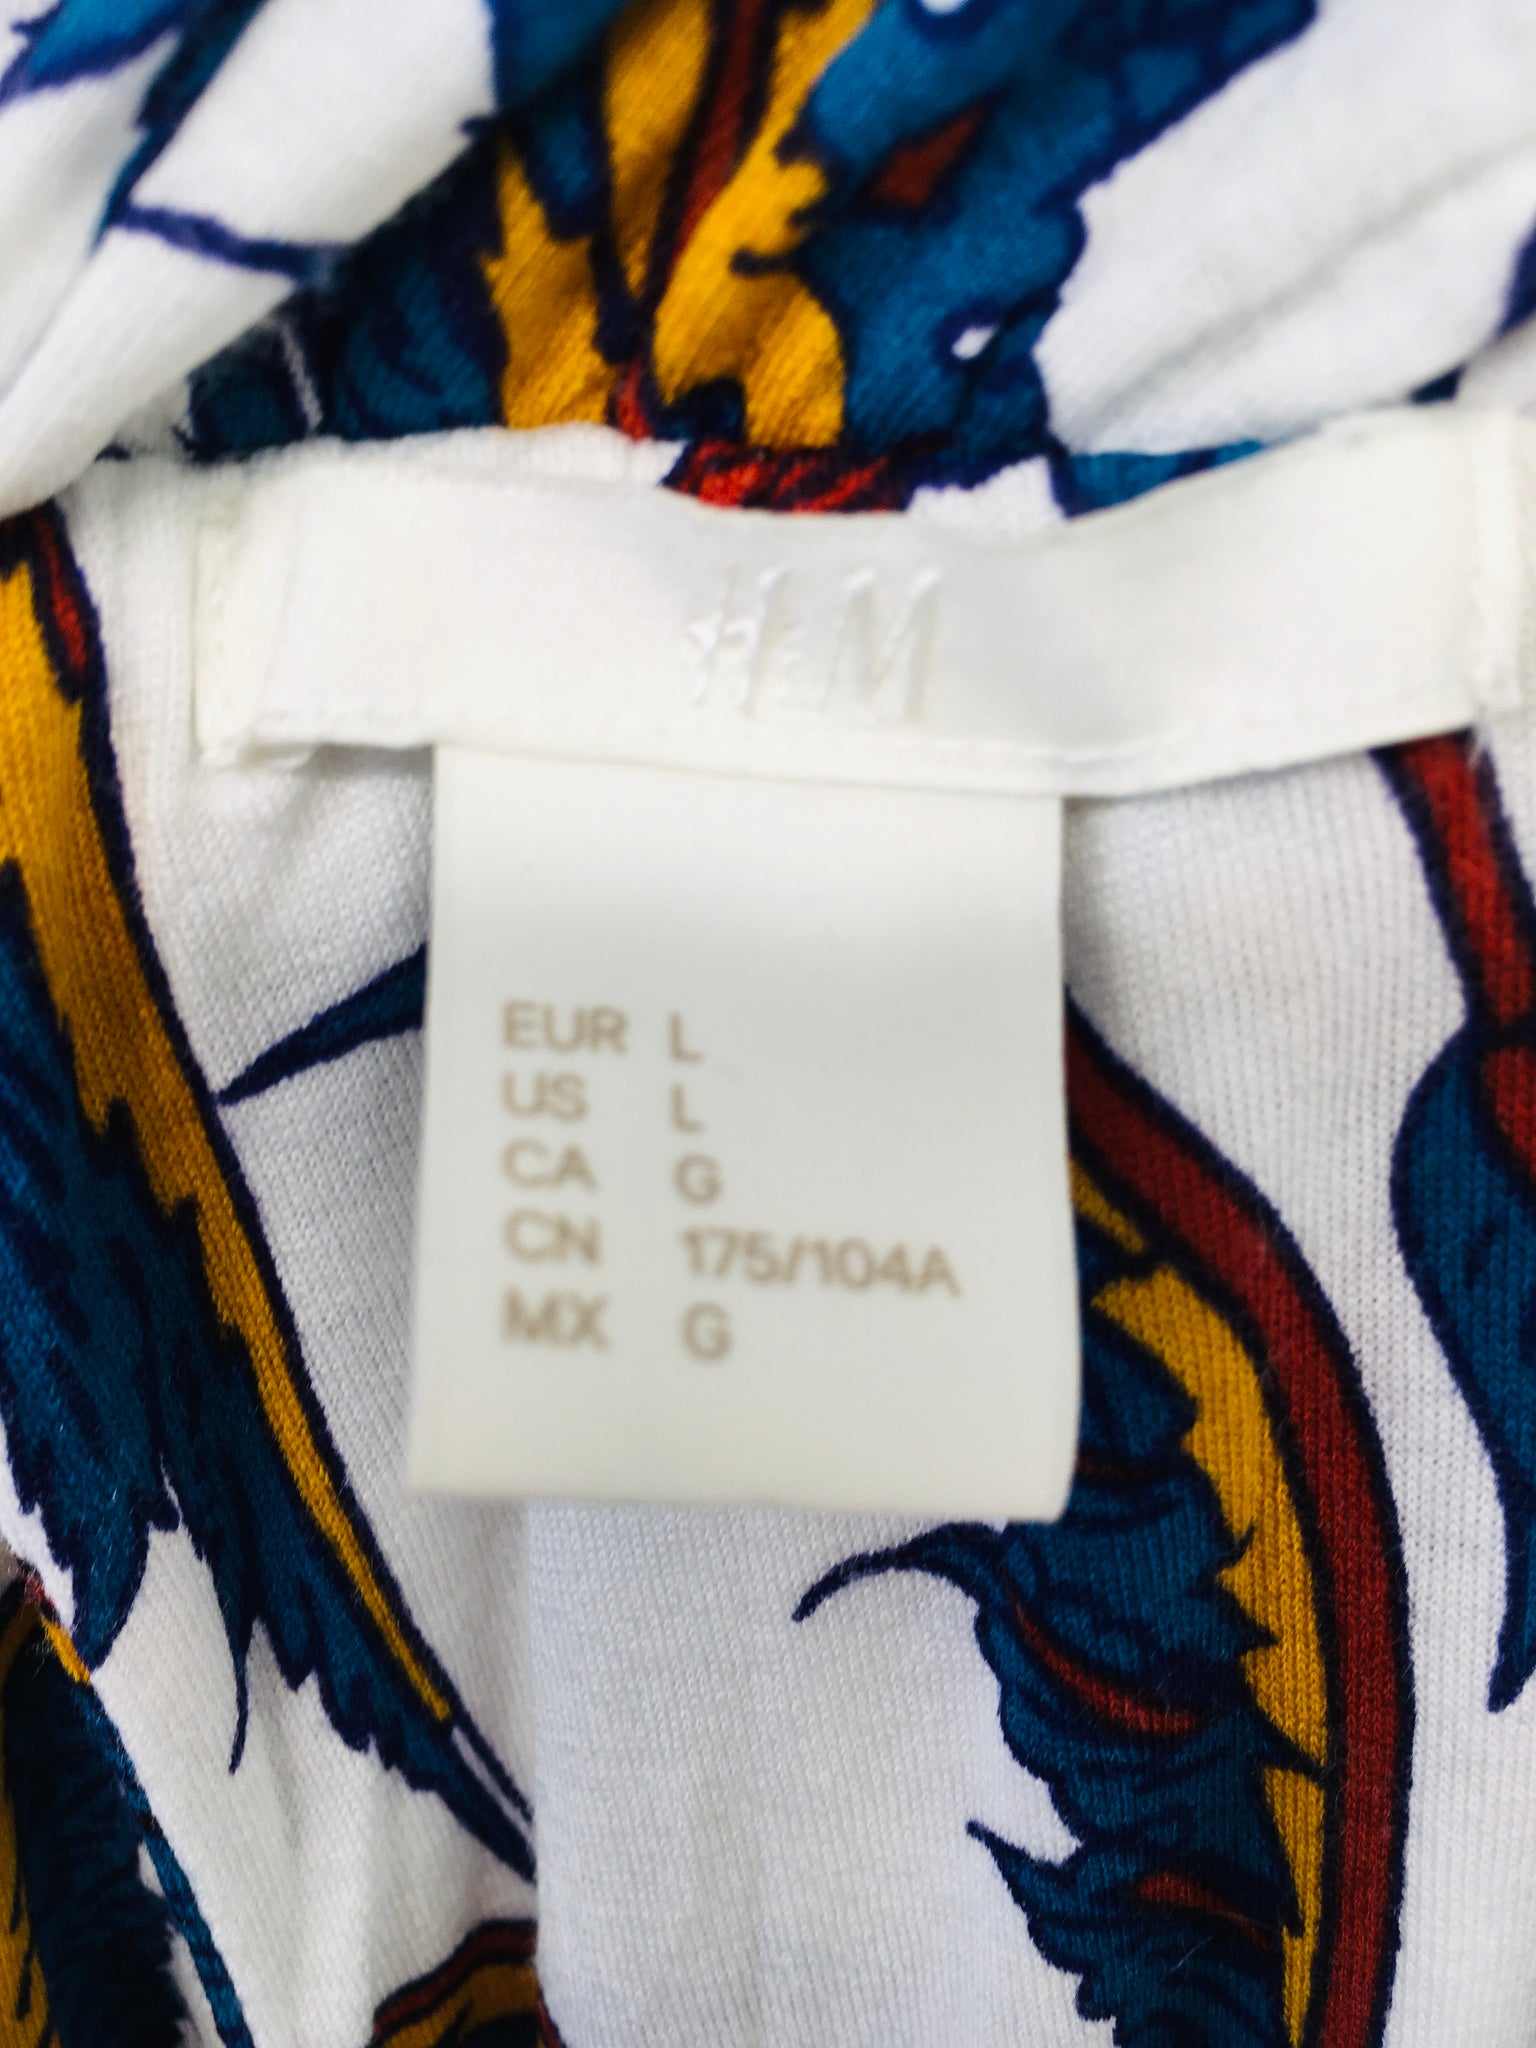 H&M
EUR L
US L
CA G
CN 175/104A
MX G